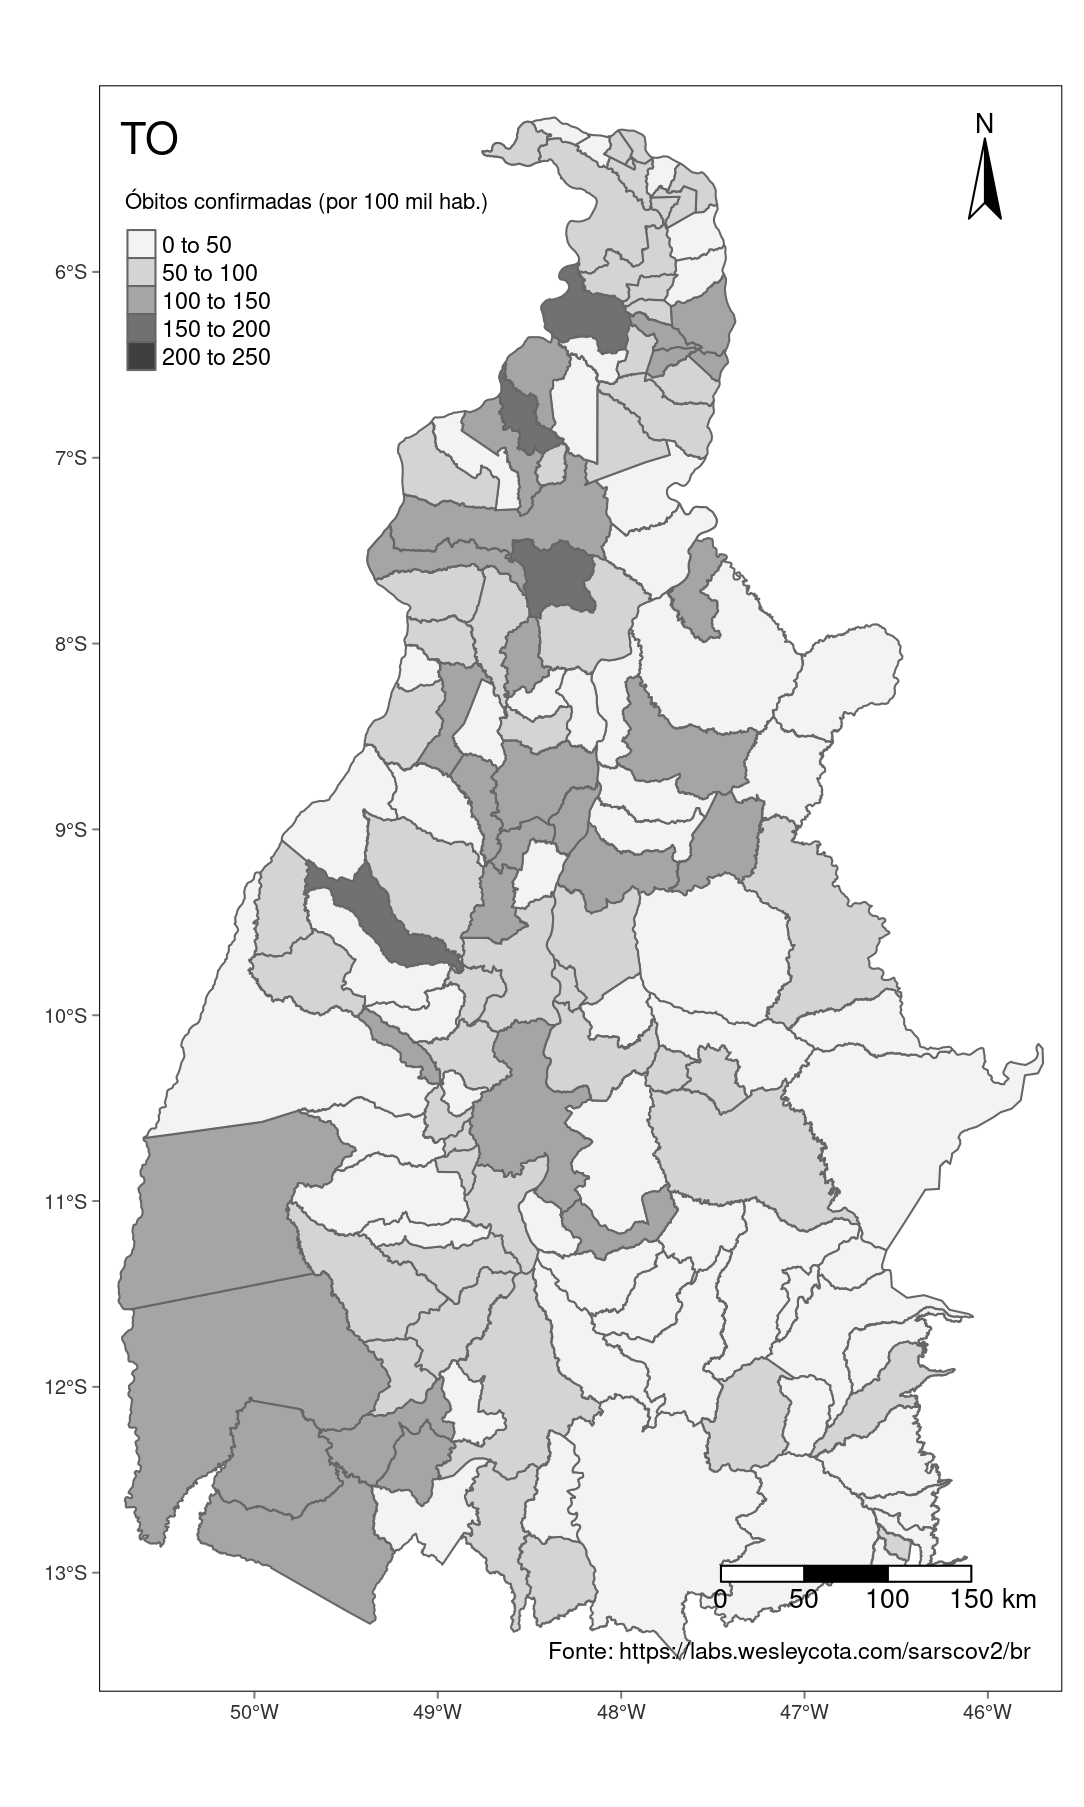 TO
N
Óbitos confirmadas (por 100 mil hab.)
0 to 50
50 to 100
100 to 150
150 to 200
200 to 250
6°S
7°S
8°S
9°S
10°S
11°S
12°S
13°S
0 50 100 150 km
Fonte: https://labs.wesleycota.com/sarscov2/br
50°W 49°W 48°W 47°W 46°W